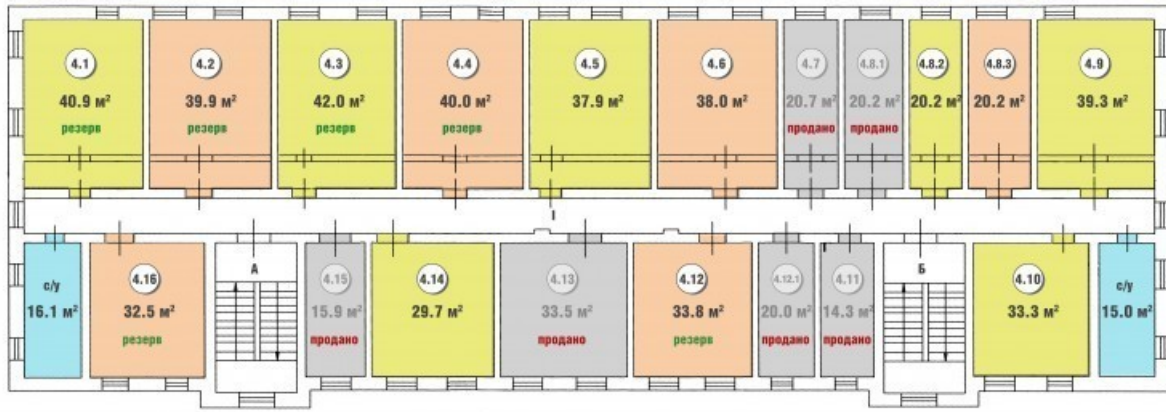 4.1
40.9 м²
резерв
4.2
39.9 м²
резерв
4.3
42.0 м²
резерв
4.4
40.0 м²
резерв
4.5
37.9 м²
4.6
38.0 м²
4.7
20.7 м²
продано
4.8.1
20.2 м²
продано
4.8.2
20.2 м²
4.8.3
20.2 м²
4.9
39.3 м²
I
с/у
16.1 м²
4.16
32.5 м²
резерв
А
4.15
15.9 м²
продано
4.14
29.7 м²
4.13
33.5 м²
продано
4.12
33.8 м²
резерв
4.12.1
20.0 м²
продано
4.11
14.3 м²
продано
Б
4.10
33.3 м²
с/у
15.0 м²